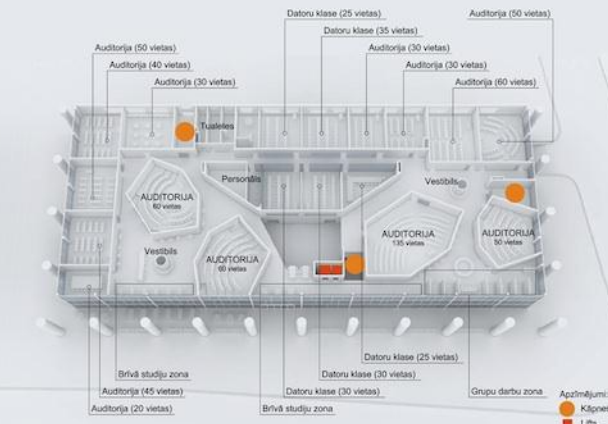 Datoru klase (25 vietas)
Auditorija (50 vietas)
Datoru klase (35 vietas)
Auditorija (50 vietas)
Auditorija (30 vietas)
Auditorija (40 vietas)
Auditorija (30 vietas)
Auditorija (30 vietas)
Auditorija (60 vietas)
Tualetes
Personāls
Vestibils
AUDITORIJA
60 vietas
AUDITORIJA
135 vietas
AUDITORIJA
50 vietas
Vestibils
AUDITORIJA
60 vietas
Datoru klase (25 vietas)
Brīvā studiju zona
Datoru klase (30 vietas)
Auditorija (45 vietas)
Datoru klase (30 vietas)
Grupu darbu zona
Auditorija (20 vietas)
Brīvā studiju zona
Apzīmējumi:
Kāpnes
Lifts